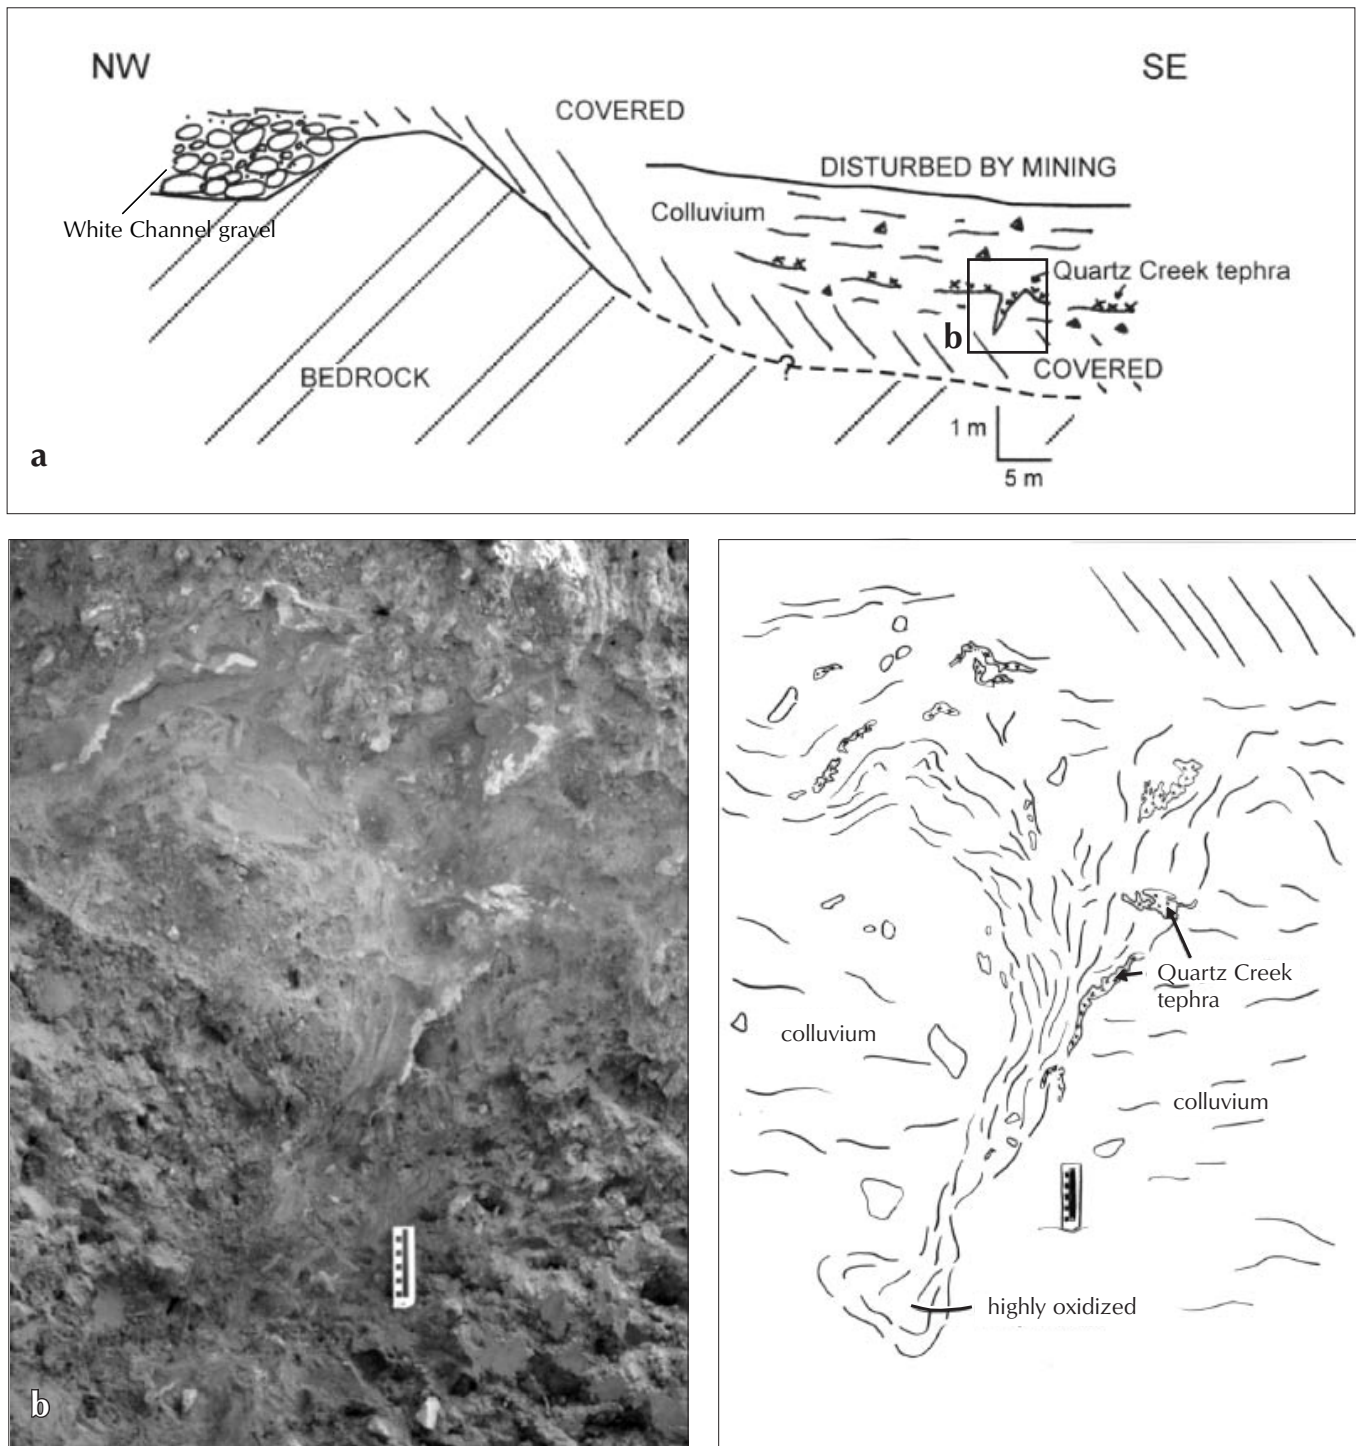 NW
SE
COVERED
DISTURBED BY MINING
Colluvium
White Channel gravel
Quartz Creek tephra
b
BEDROCK
?
COVERED
1 m
5 m
a
Quartz Creek
tephra
colluvium
colluvium
highly oxidized
b